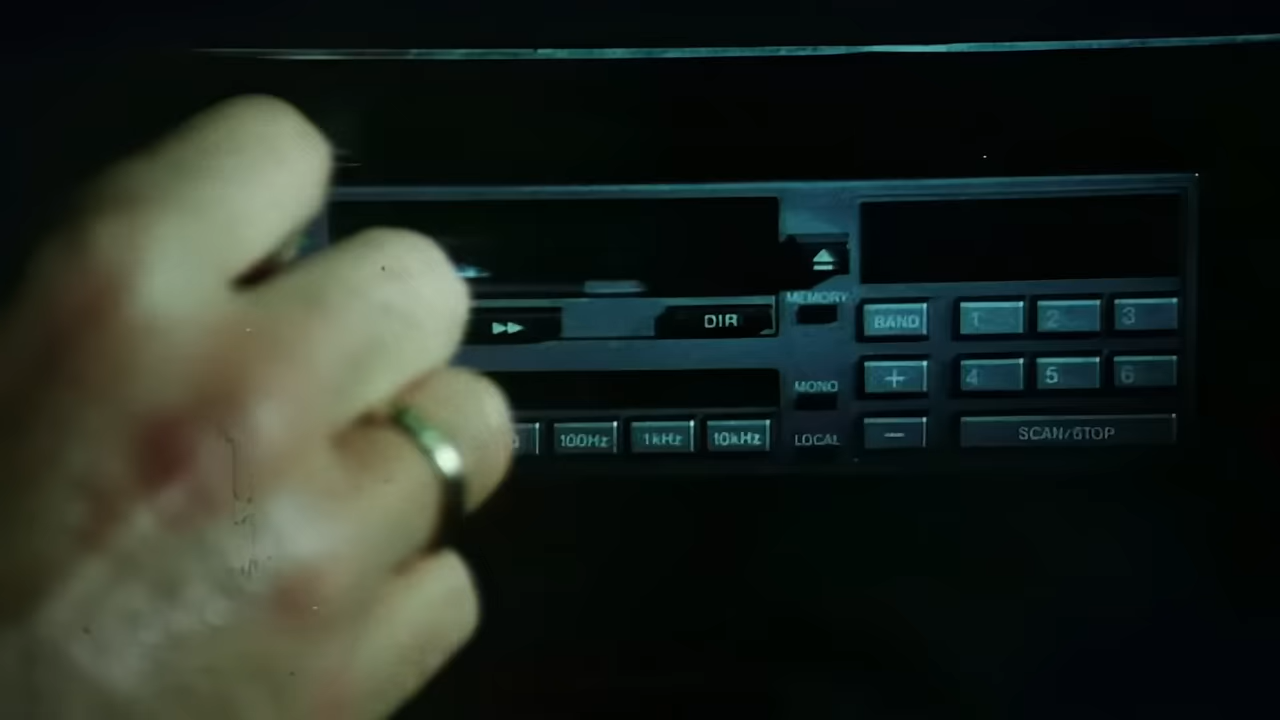 MEMORY
BAND 1 2 3
DIR
MONO
+ 4 5 6
100Hz 1kHz 10kHz
LOCAL
— SCAN/STOP